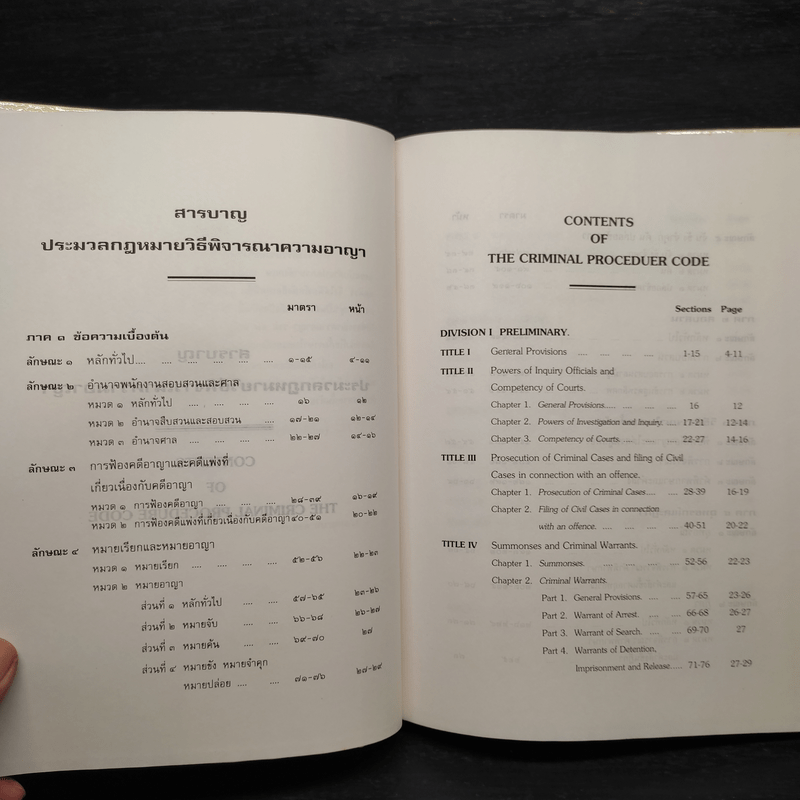 สารบาญ
ประมวลกฎหมายวิธีพิจารณาความอาญา
มาตรา หน้า
ภาค ๑ ข้อความเบื้องต้น
ลักษณะ ๑ หลักทั่วไป.... .... .... .... .... .... ๑-๑๕ ๔-๑๑
ลักษณะ ๒ อำนาจพนักงานสอบสวนและศาล
หมวด ๑ หลักทั่วไป .... .... .... .... ๑๖ ๑๒
หมวด ๒ อำนาจสืบสวนและสอบสวน .... ๑๗-๒๑ ๑๒-๑๔
หมวด ๓ อำนาจศาล .... .... .... .... ๒๒-๒๗ ๑๔-๑๖
ลักษณะ ๓ การฟ้องคดีอาญาและคดีแพ่งที่
เกี่ยวเนื่องกับคดีอาญา
หมวด ๑ การฟ้องคดีอาญา .... .... .... ๒๘-๓๙ ๑๖-๑๙
หมวด ๒ การฟ้องคดีแพ่งที่เกี่ยวเนื่องกับคดีอาญา ๔๐-๕๑ ๒๐-๒๒
ลักษณะ ๔ หมายเรียกและหมายอาญา
หมวด ๑ หมายเรียก .... .... .... .... ๕๒-๕๖ ๒๒-๒๓
หมวด ๒ หมายอาญา
ส่วนที่ ๑ หลักทั่วไป .... .... ๕๗-๖๕ ๒๓-๒๖
ส่วนที่ ๒ หมายจับ .... .... ๖๖-๖๘ ๒๖-๒๗
ส่วนที่ ๓ หมายค้น .... .... ๖๙-๗๐ ๒๗
ส่วนที่ ๔ หมายขัง หมายจำคุก
หมายปล่อย .... .... ๗๑-๗๖ ๒๗-๒๙
CONTENTS
OF
THE CRIMINAL PROCEDUER CODE
Sections Page
DIVISION I PRELIMINARY.
TITLE I General Provisions .... .... .... .... 1-15 4-11
TITLE II Powers of Inquiry Officials and
Competency of Courts.
Chapter 1. General Provisions.... .... .... .... 16 12
Chapter 2. Powers of Investigation and Inquiry. .... 17-21 12-14
Chapter 3. Competency of Courts. .... .... .... 22-27 14-16
TITLE III Prosecution of Criminal Cases and filing of Civil
Cases in connection with an offence.
Chapter 1. Prosecution of Criminal Cases.... .... 28-39 16-19
Chapter 2. Filing of Civil Cases in connection
with an offence. .... .... .... .... 40-51 20-22
TITLE IV Summonses and Criminal Warrants.
Chapter 1. Summonses. .... .... .... .... 52-56 22-23
Chapter 2. Criminal Warrants.
Part 1. General Provisions. .... .... 57-65 23-26
Part 2. Warrant of Arrest. .... .... 66-68 26-27
Part 3. Warrant of Search. .... .... 69-70 27
Part 4. Warrants of Detention,
Imprisonment and Release..... 71-76 27-29